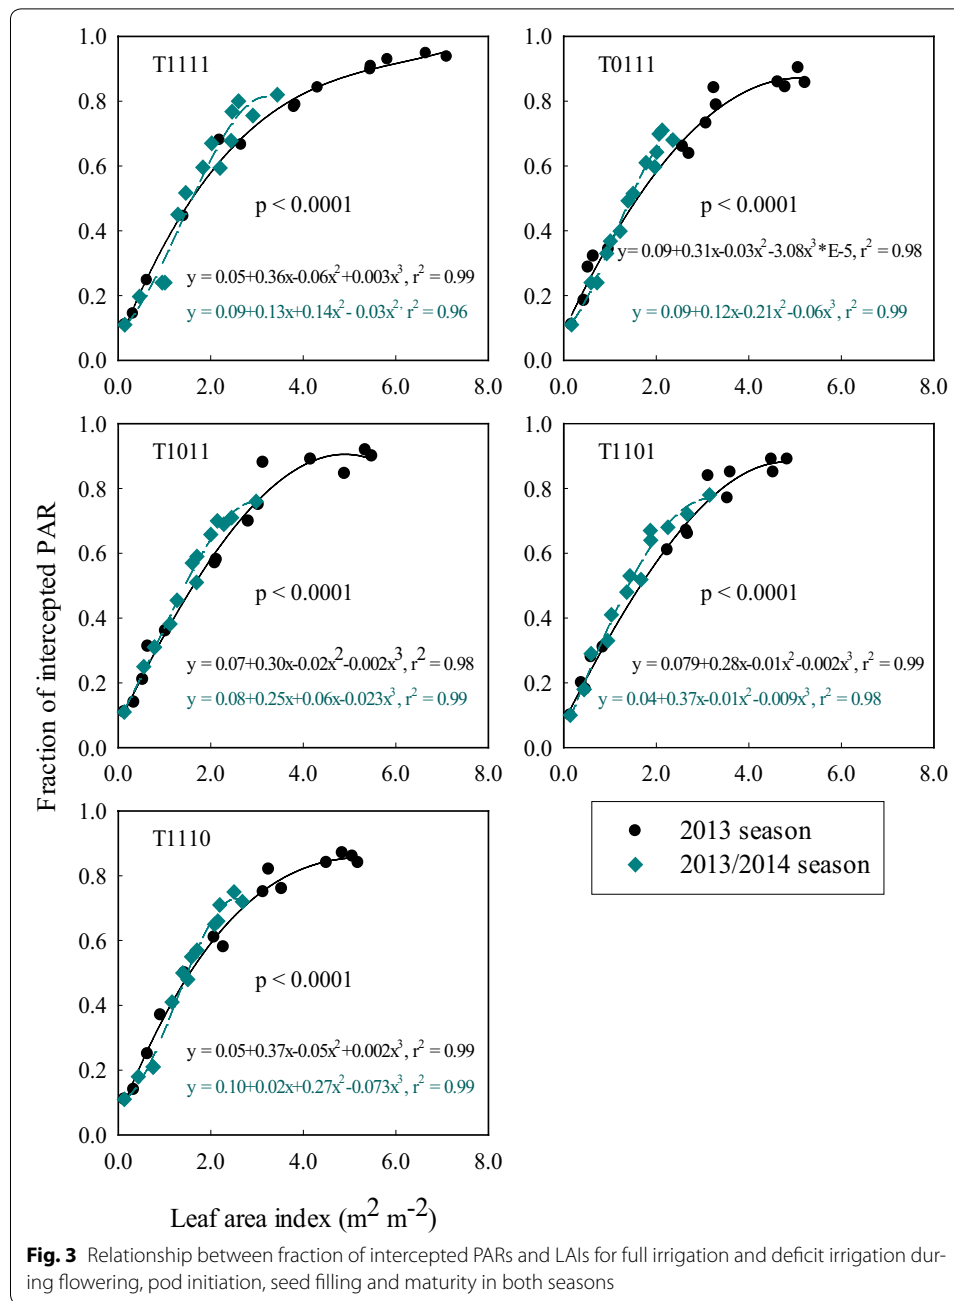 1.0
T1111
0.8
0.6
p < 0.0001
0.4
y = 0.05+0.36x-0.06x²+0.003x³, r² = 0.99
0.2
y = 0.09+0.13x+0.14x²- 0.03x², r² = 0.96
0.0
0.0 2.0 4.0 6.0 8.0
1.0
T0111
0.8
0.6
p < 0.0001
0.4
y= 0.09+0.31x-0.03x²-3.08x³*E-5, r² = 0.98
0.2
y = 0.09+0.12x-0.21x²-0.06x³, r² = 0.99
0.0
0.0 2.0 4.0 6.0 8.0
Fraction of intercepted PAR
1.0
T1011
0.8
0.6
p < 0.0001
0.4
y = 0.07+0.30x-0.02x²-0.002x³, r² = 0.98
0.2
y = 0.08+0.25x+0.06x-0.023x³, r² = 0.99
0.0
0.0 2.0 4.0 6.0 8.0
1.0
T1101
0.8
0.6
p < 0.0001
0.4
y = 0.079+0.28x-0.01x²-0.002x³, r² = 0.99
0.2
y = 0.04+0.37x-0.01x²-0.009x³, r² = 0.98
0.0
0.0 2.0 4.0 6.0 8.0
1.0
T1110
0.8
0.6
p < 0.0001
0.4
y = 0.05+0.37x-0.05x²+0.002x³, r² = 0.99
0.2
y = 0.10+0.02x+0.27x²-0.073x³, r² = 0.99
0.0
0.0 2.0 4.0 6.0 8.0
2013 season
2013/2014 season
Leaf area index (m² m⁻²)
Fig. 3 Relationship between fraction of intercepted PARs and LAIs for full irrigation and deficit irrigation dur-
ing flowering, pod initiation, seed filling and maturity in both seasons